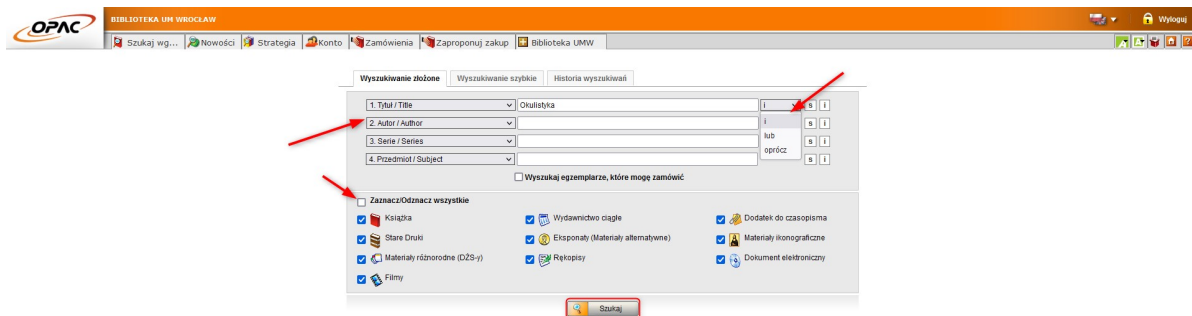 OPAC
BIBLIOTEKA UM WROCŁAW
Wyloguj
Szukaj wg... Nowości Strategia Konto Zamówienia Zaproponuj zakup Biblioteka UMW
Wyszukiwanie złożone Wyszukiwanie szybkie Historia wyszukiwań
1. Tytuł / Title Okulistyka i s i
2. Autor / Author i s i
3. Serie / Series lub s i
4. Przedmiot / Subject oprócz s i
Wyszukaj egzemplarze, które mogę zamówić
Zaznacz/Odznacz wszystkie
Książka Wydawnictwo ciągłe Dodatek do czasopisma
Stare Druki Eksponaty (Materiały alternatywne) Materiały ikonograficzne
Materiały różnorodne (DŻS-y) Rękopisy Dokument elektroniczny
Filmy
Szukaj